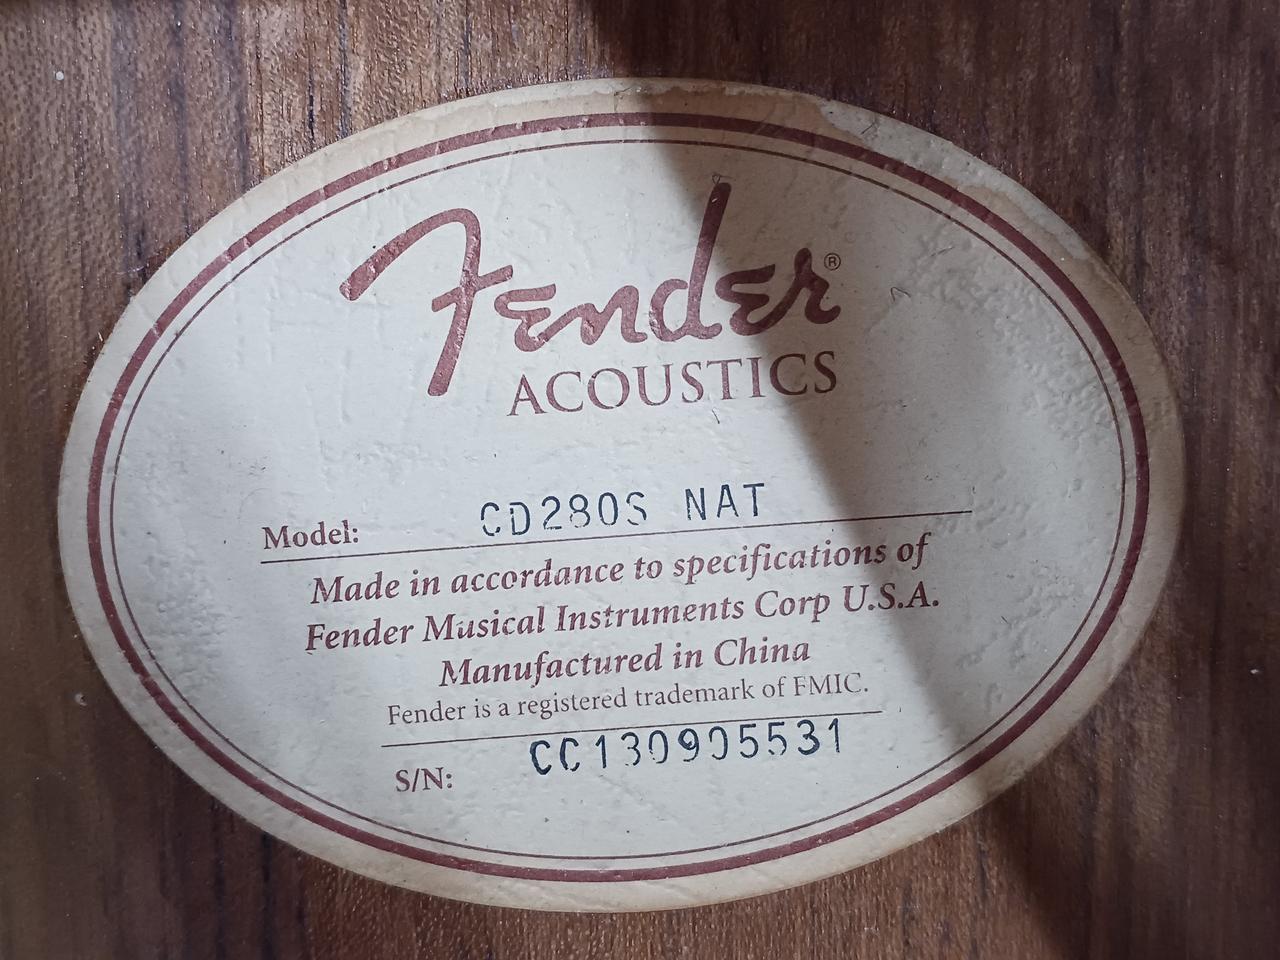 Fender®
ACOUSTICS
Model: CD280S NAT
Made in accordance to specifications of
Fender Musical Instruments Corp U.S.A.
Manufactured in China
Fender is a registered trademark of FMIC.
S/N: CC130905531